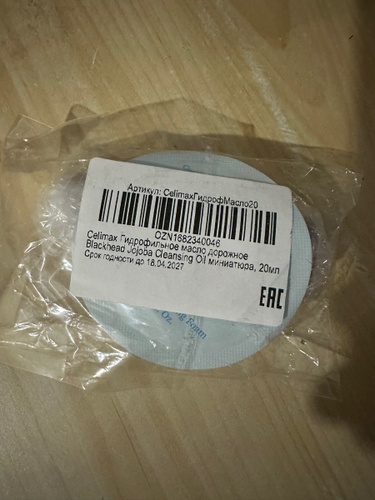 Артикул: CelimaxГидрофМасло20
OZN1682340046
Celimax Гидрофильное масло дорожное
Blackhead Jojoba Cleansing Oil миниатюра, 20мл
Срок годности до 18.04.2027
EAC
Oz.